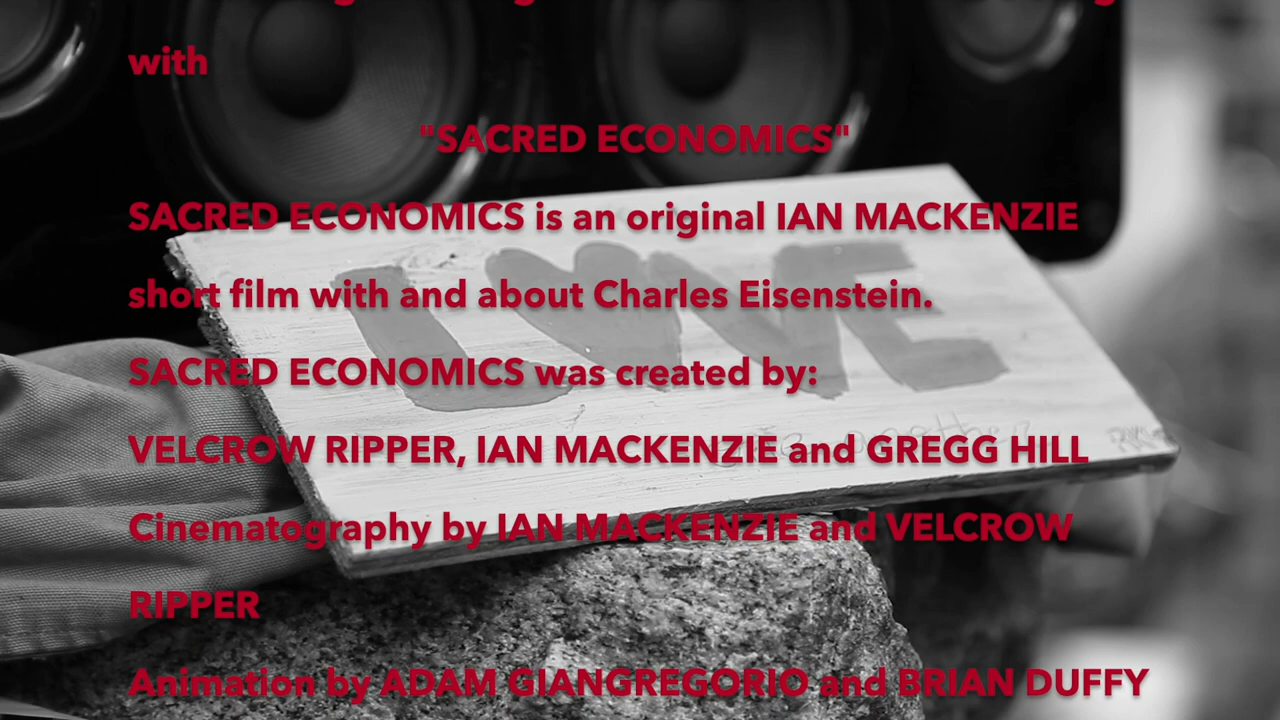 with
"SACRED ECONOMICS"
SACRED ECONOMICS is an original IAN MACKENZIE
short film with and about Charles Eisenstein.
SACRED ECONOMICS was created by:
VELCROW RIPPER, IAN MACKENZIE and GREGG HILL
Cinematography by IAN MACKENZIE and VELCROW
RIPPER
Animation by ADAM GIANGREGORIO and BRIAN DUFFY
LOVE
another